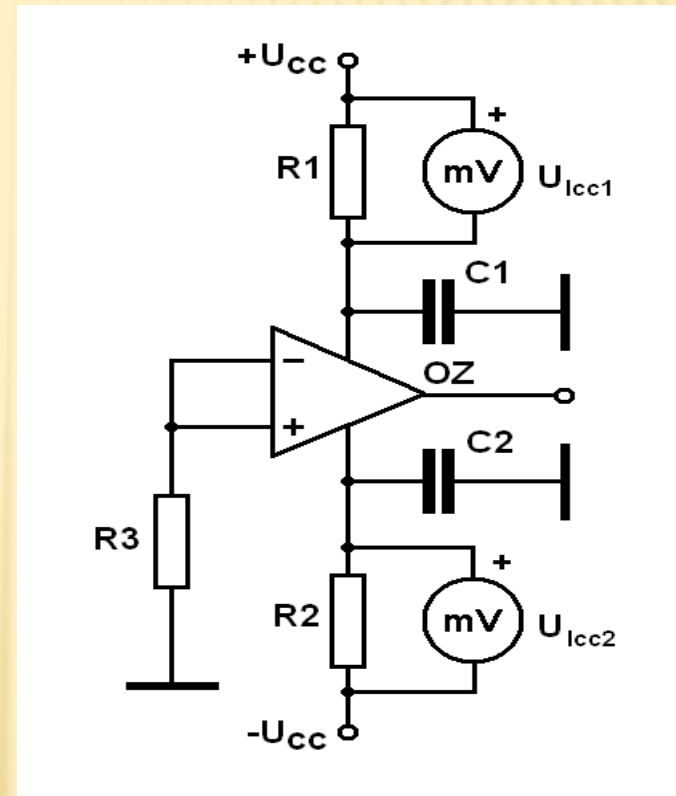 +Ucc
+
R1
mV
UIcc1
C1
−
OZ
+
C2
+
R3
R2
mV
UIcc2
-Ucc